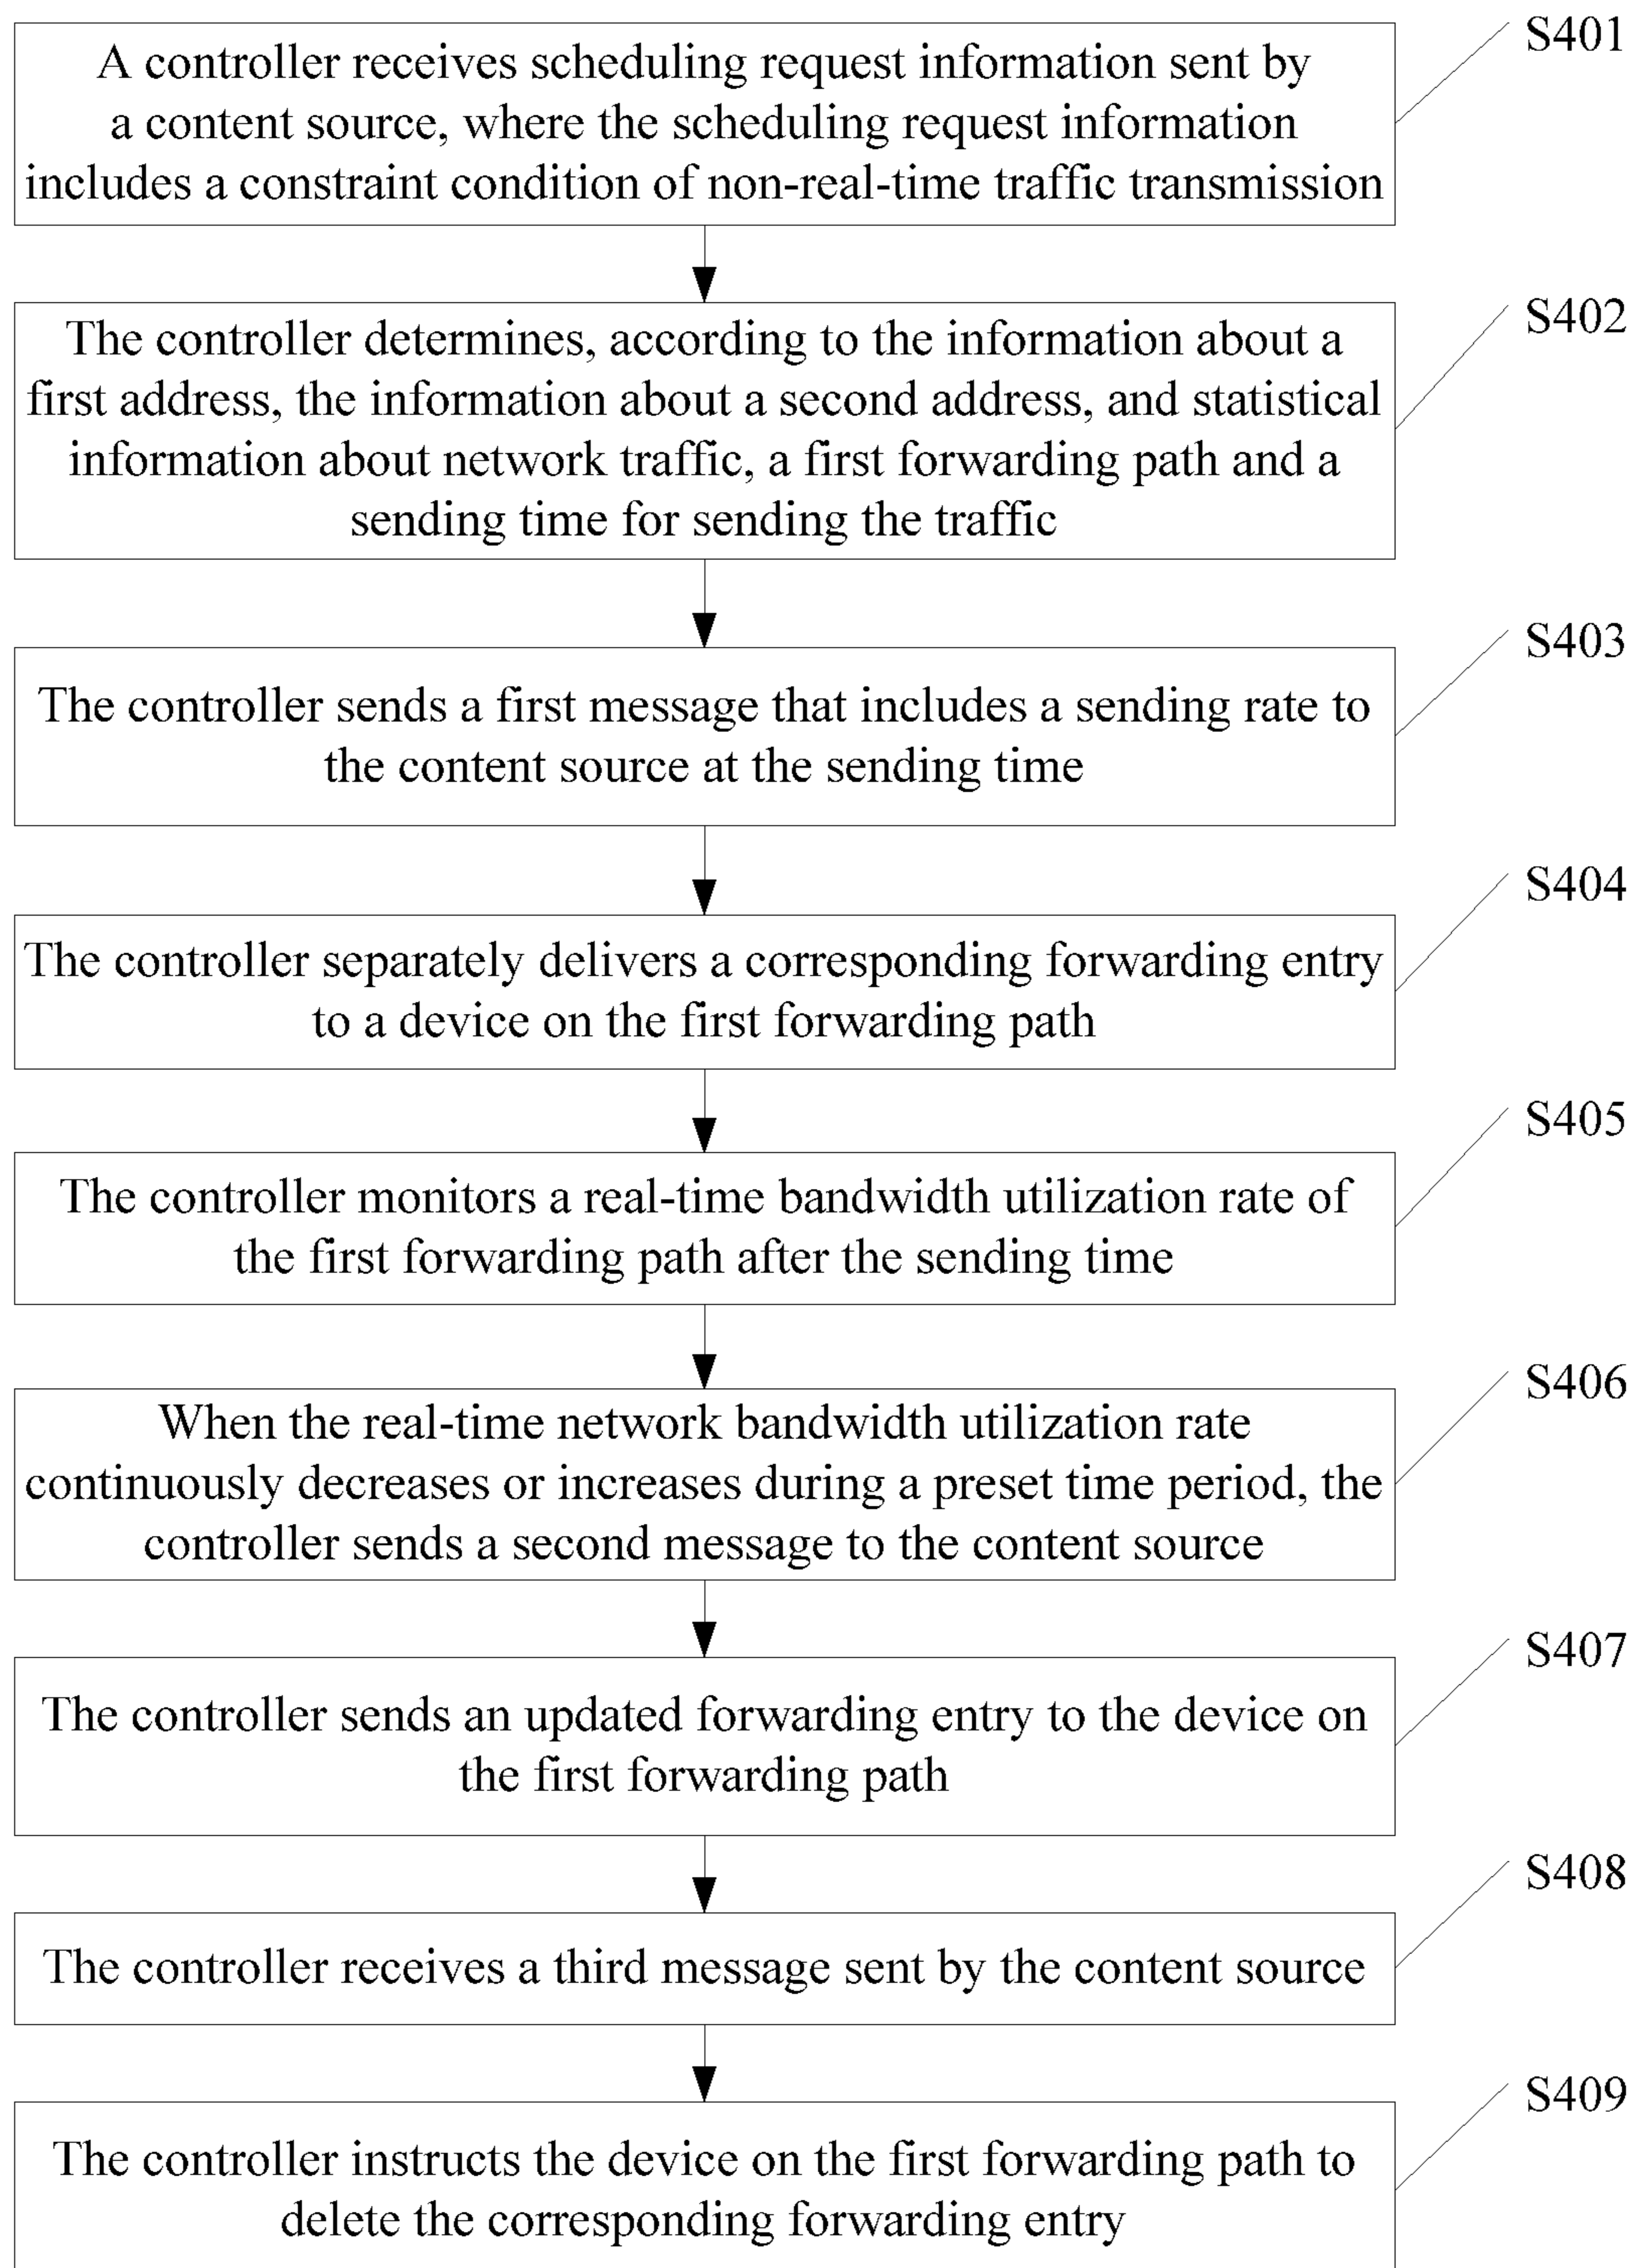 A controller receives scheduling request information sent by
a content source, where the scheduling request information
includes a constraint condition of non-real-time traffic transmission
S401
The controller determines, according to the information about a
first address, the information about a second address, and statistical
information about network traffic, a first forwarding path and a
sending time for sending the traffic
S402
The controller sends a first message that includes a sending rate to
the content source at the sending time
S403
The controller separately delivers a corresponding forwarding entry
to a device on the first forwarding path
S404
The controller monitors a real-time bandwidth utilization rate of
the first forwarding path after the sending time
S405
When the real-time network bandwidth utilization rate
continuously decreases or increases during a preset time period, the
controller sends a second message to the content source
S406
The controller sends an updated forwarding entry to the device on
the first forwarding path
S407
The controller receives a third message sent by the content source
S408
The controller instructs the device on the first forwarding path to
delete the corresponding forwarding entry
S409